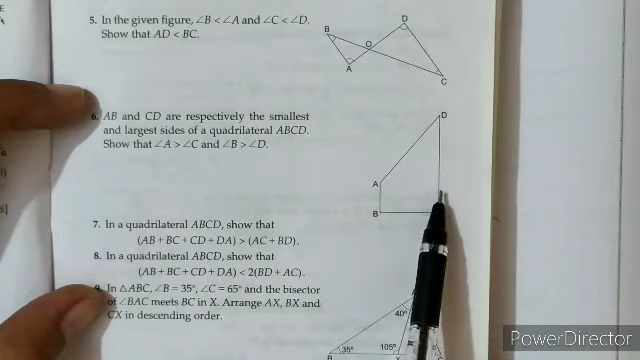 5. In the given figure, ∠B < ∠A and ∠C < ∠D.
Show that AD < BC.
B
D
O
A
C
6. AB and CD are respectively the smallest
and largest sides of a quadrilateral ABCD.
Show that ∠A > ∠C and ∠B > ∠D.
D
A
B
7. In a quadrilateral ABCD, show that
(AB + BC + CD + DA) > (AC + BD).
8. In a quadrilateral ABCD, show that
(AB + BC + CD + DA) < 2(BD + AC).
9. In △ABC, ∠B = 35°, ∠C = 65° and the bisector
of ∠BAC meets BC in X. Arrange AX, BX and
CX in descending order.
40°
35°
105°
B
X
PowerDirector